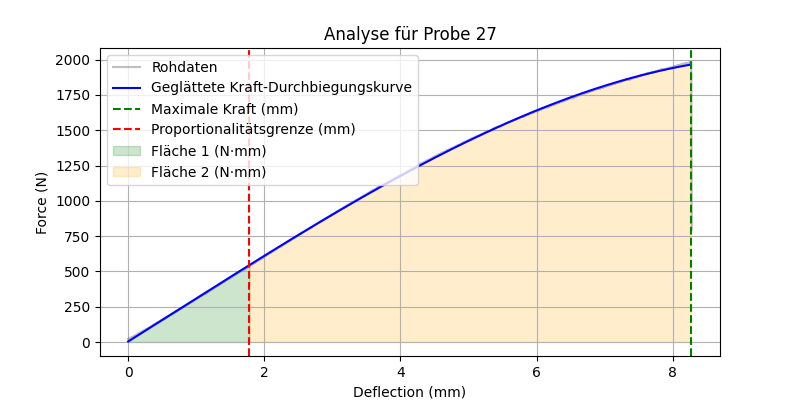 Analyse für Probe 27
Rohdaten
Geglättete Kraft-Durchbiegungskurve
Maximale Kraft (mm)
Proportionalitätsgrenze (mm)
Fläche 1 (N·mm)
Fläche 2 (N·mm)
Force (N)
2000
1750
1500
1250
1000
750
500
250
0
0 2 4 6 8
Deflection (mm)